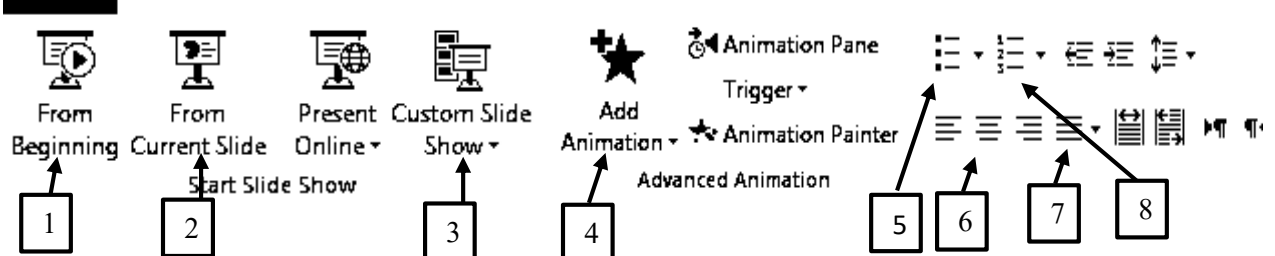 From Beginning
From Current Slide
Present Online
Custom Slide Show
Start Slide Show
Add Animation
Animation Pane
Trigger
Animation Painter
Advanced Animation
1
2
3
4
5
6
7
8